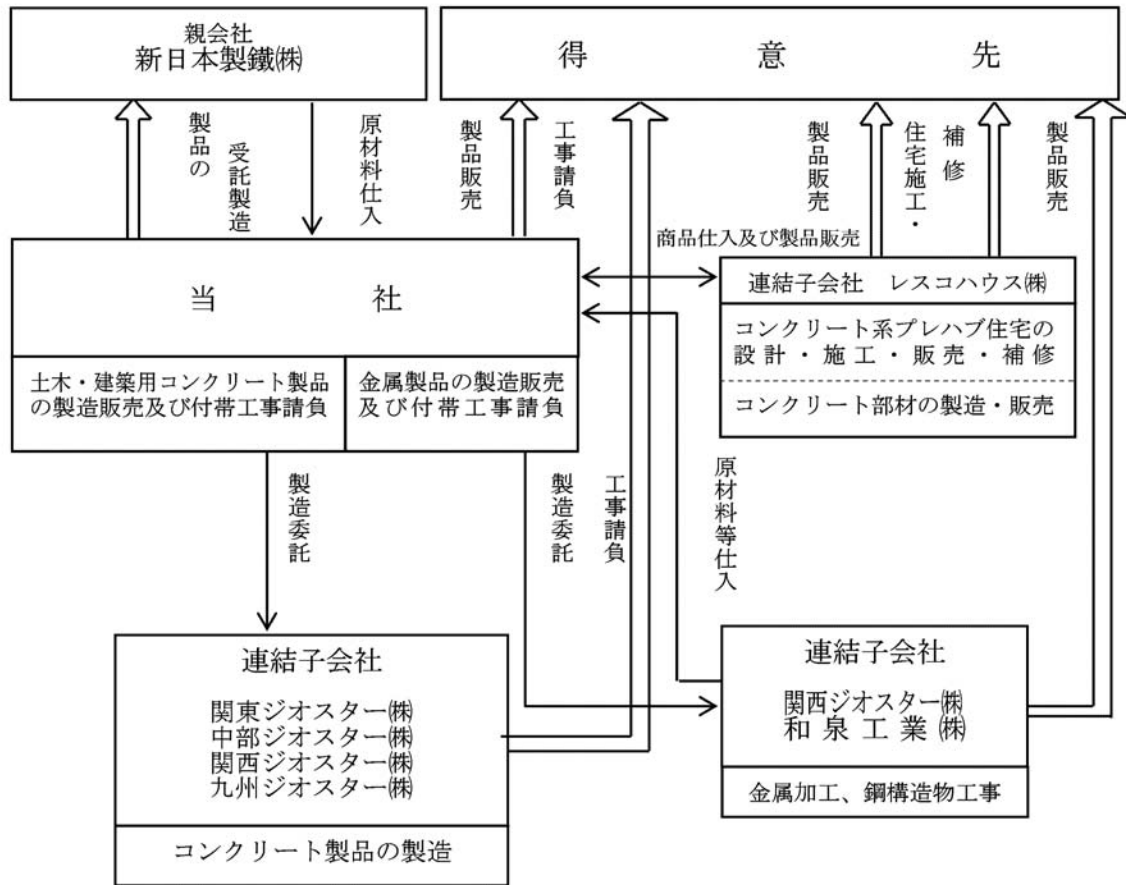 親会社
新日本製鐵㈱
得意先
製品の
受託製造
原材料仕入
製品販売
工事請負
製品販売
住宅施工・
補修
製品販売
商品仕入及び製品販売
当社
土木・建築用コンクリート製品
の製造販売及び付帯工事請負
金属製品の製造販売
及び付帯工事請負
連結子会社　レスコハウス㈱
コンクリート系プレハブ住宅の
設計・施工・販売・補修
コンクリート部材の製造・販売
製造委託
製造委託
工事請負
原材料等仕入
連結子会社
関東ジオスター㈱
中部ジオスター㈱
関西ジオスター㈱
九州ジオスター㈱
コンクリート製品の製造
連結子会社
関西ジオスター㈱
和泉工業㈱
金属加工、鋼構造物工事